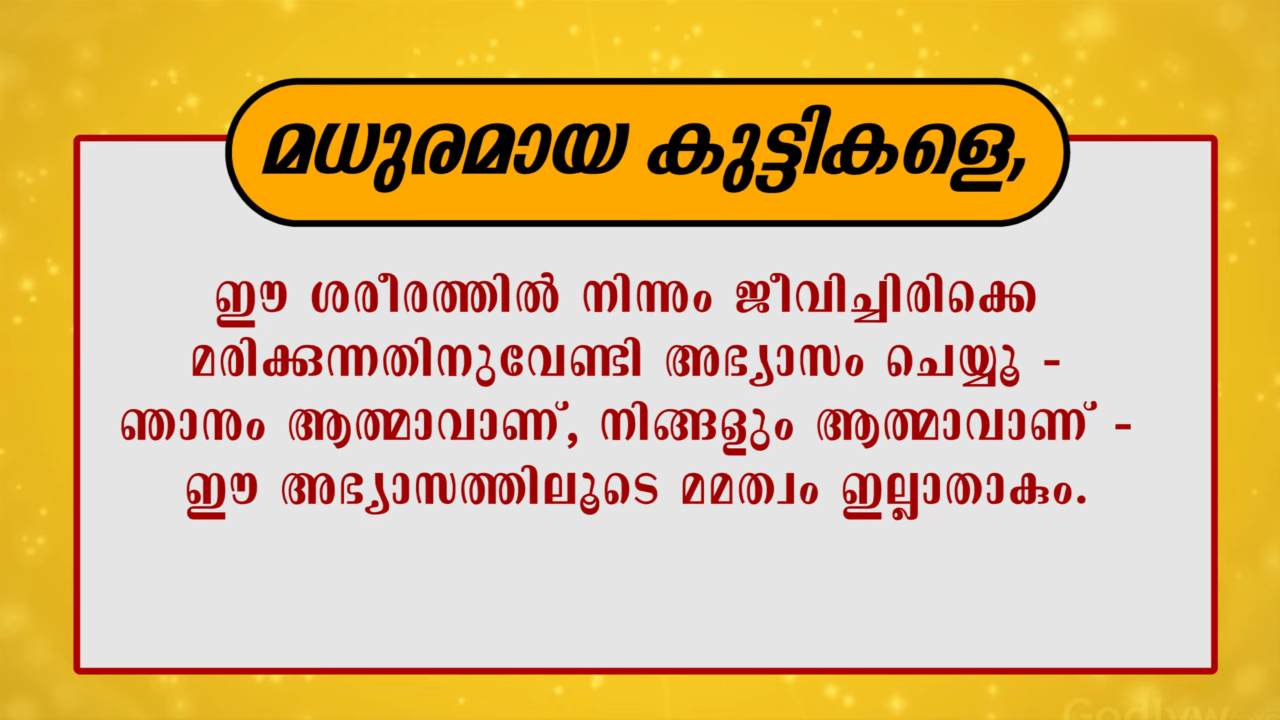 മധുരമായ കുട്ടികളെ,
ഈ ശരീരത്തിൽ നിന്നും ജീവിച്ചിരിക്കെ
മരിക്കുന്നതിനുവേണ്ടി അഭ്യാസം ചെയ്യൂ -
ഞാനും ആത്മാവാണ്, നിങ്ങളും ആത്മാവാണ് -
ഈ അഭ്യാസത്തിലൂടെ മമത്വം ഇല്ലാതാകും.